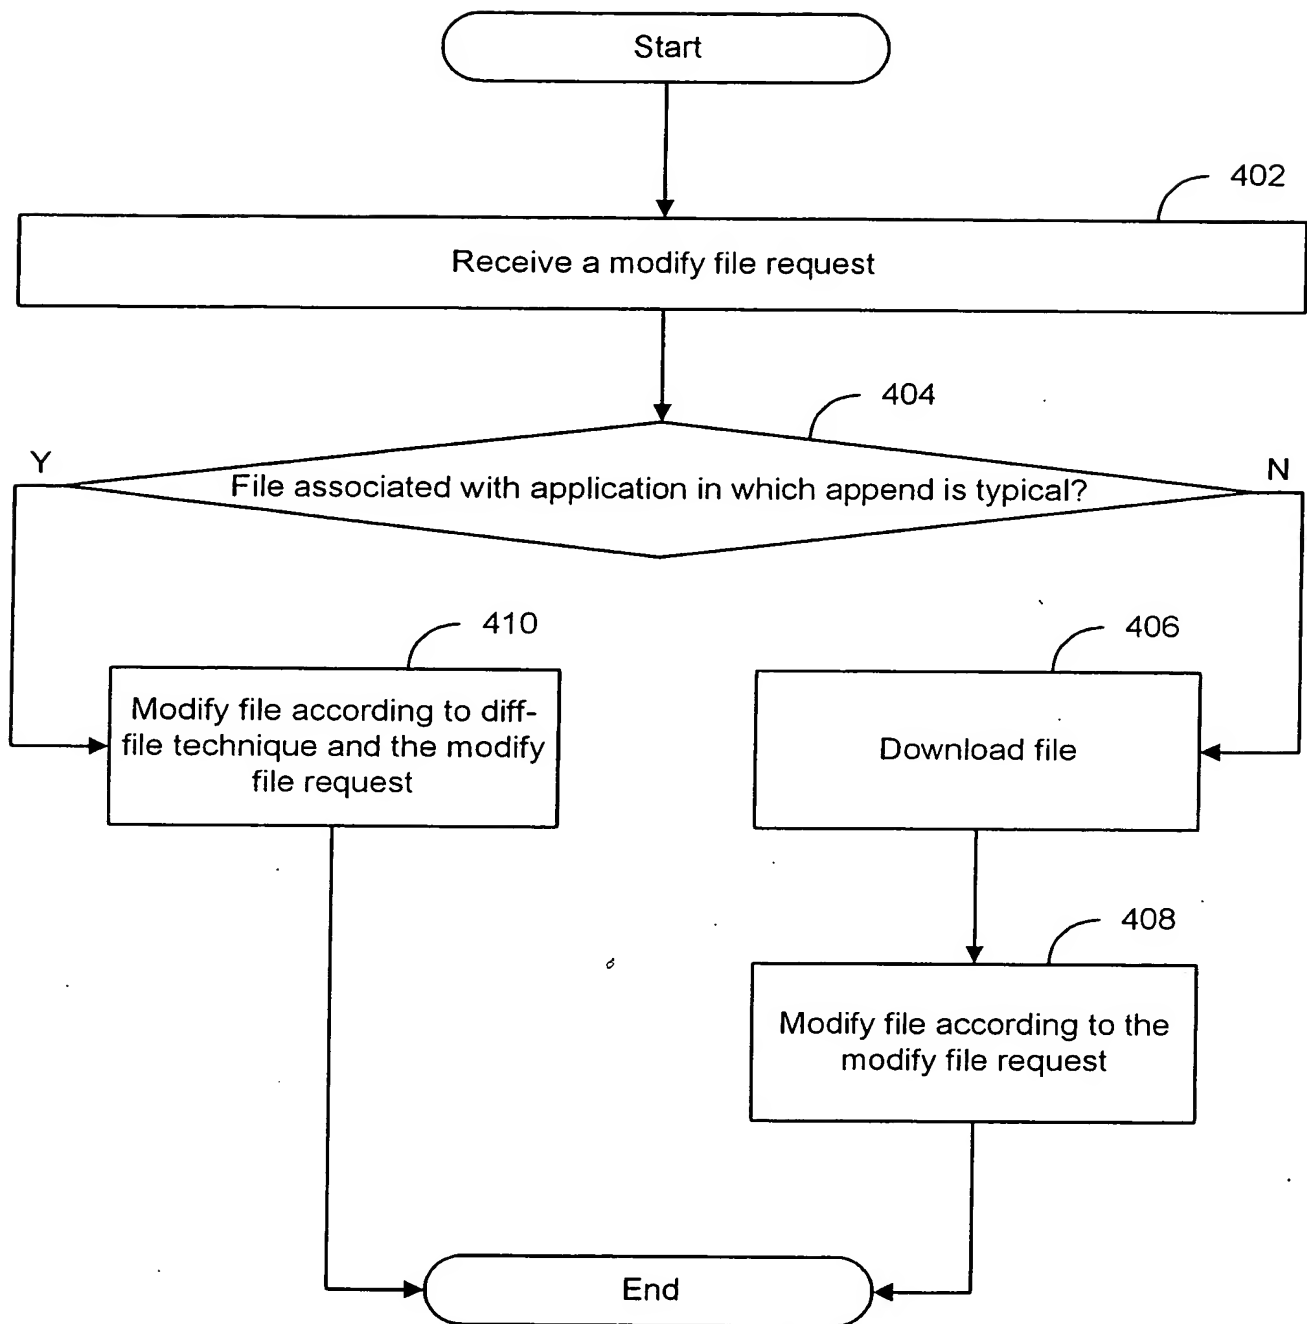 Start
402
Receive a modify file request
404
Y
N
File associated with application in which append is typical?
410
406
Modify file according to diff-
file technique and the modify
file request
Download file
408
Modify file according to the
modify file request
End